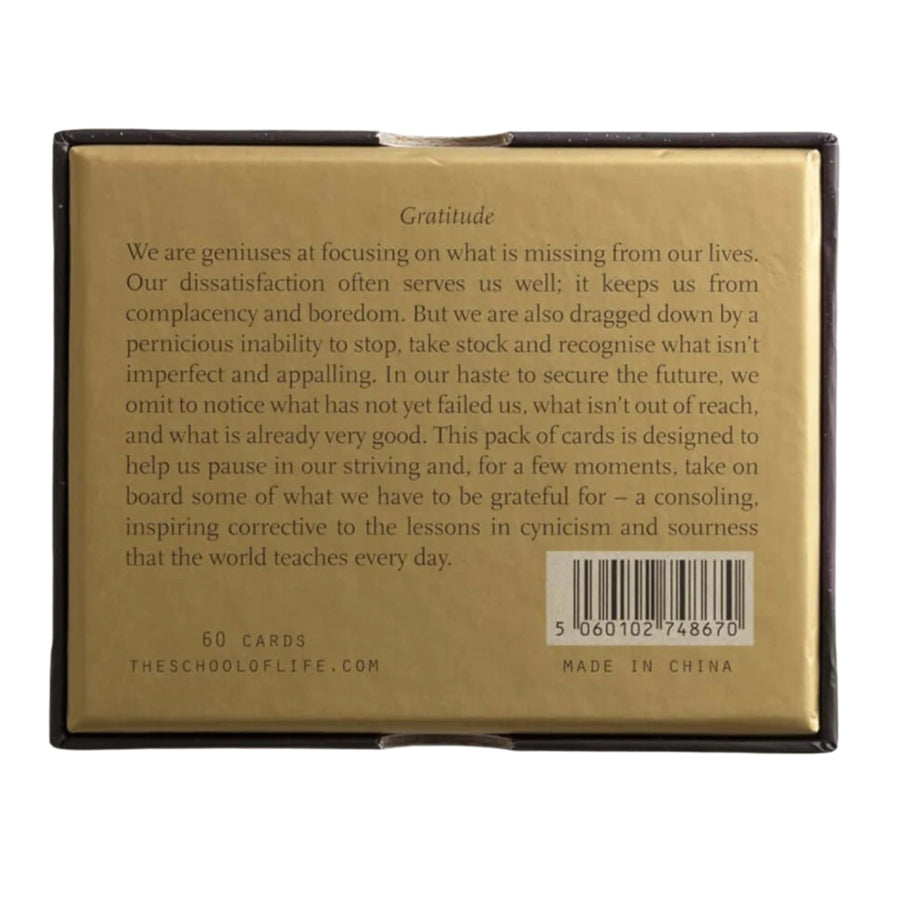 Gratitude
We are geniuses at focusing on what is missing from our lives.
Our dissatisfaction often serves us well; it keeps us from
complacency and boredom. But we are also dragged down by a
pernicious inability to stop, take stock and recognise what isn't
imperfect and appalling. In our haste to secure the future, we
omit to notice what has not yet failed us, what isn't out of reach,
and what is already very good. This pack of cards is designed to
help us pause in our striving and, for a few moments, take on
board some of what we have to be grateful for – a consoling,
inspiring corrective to the lessons in cynicism and sourness
that the world teaches every day.
60 CARDS
THESCHOOLOFLIFE.COM
5 060102 748670
MADE IN CHINA